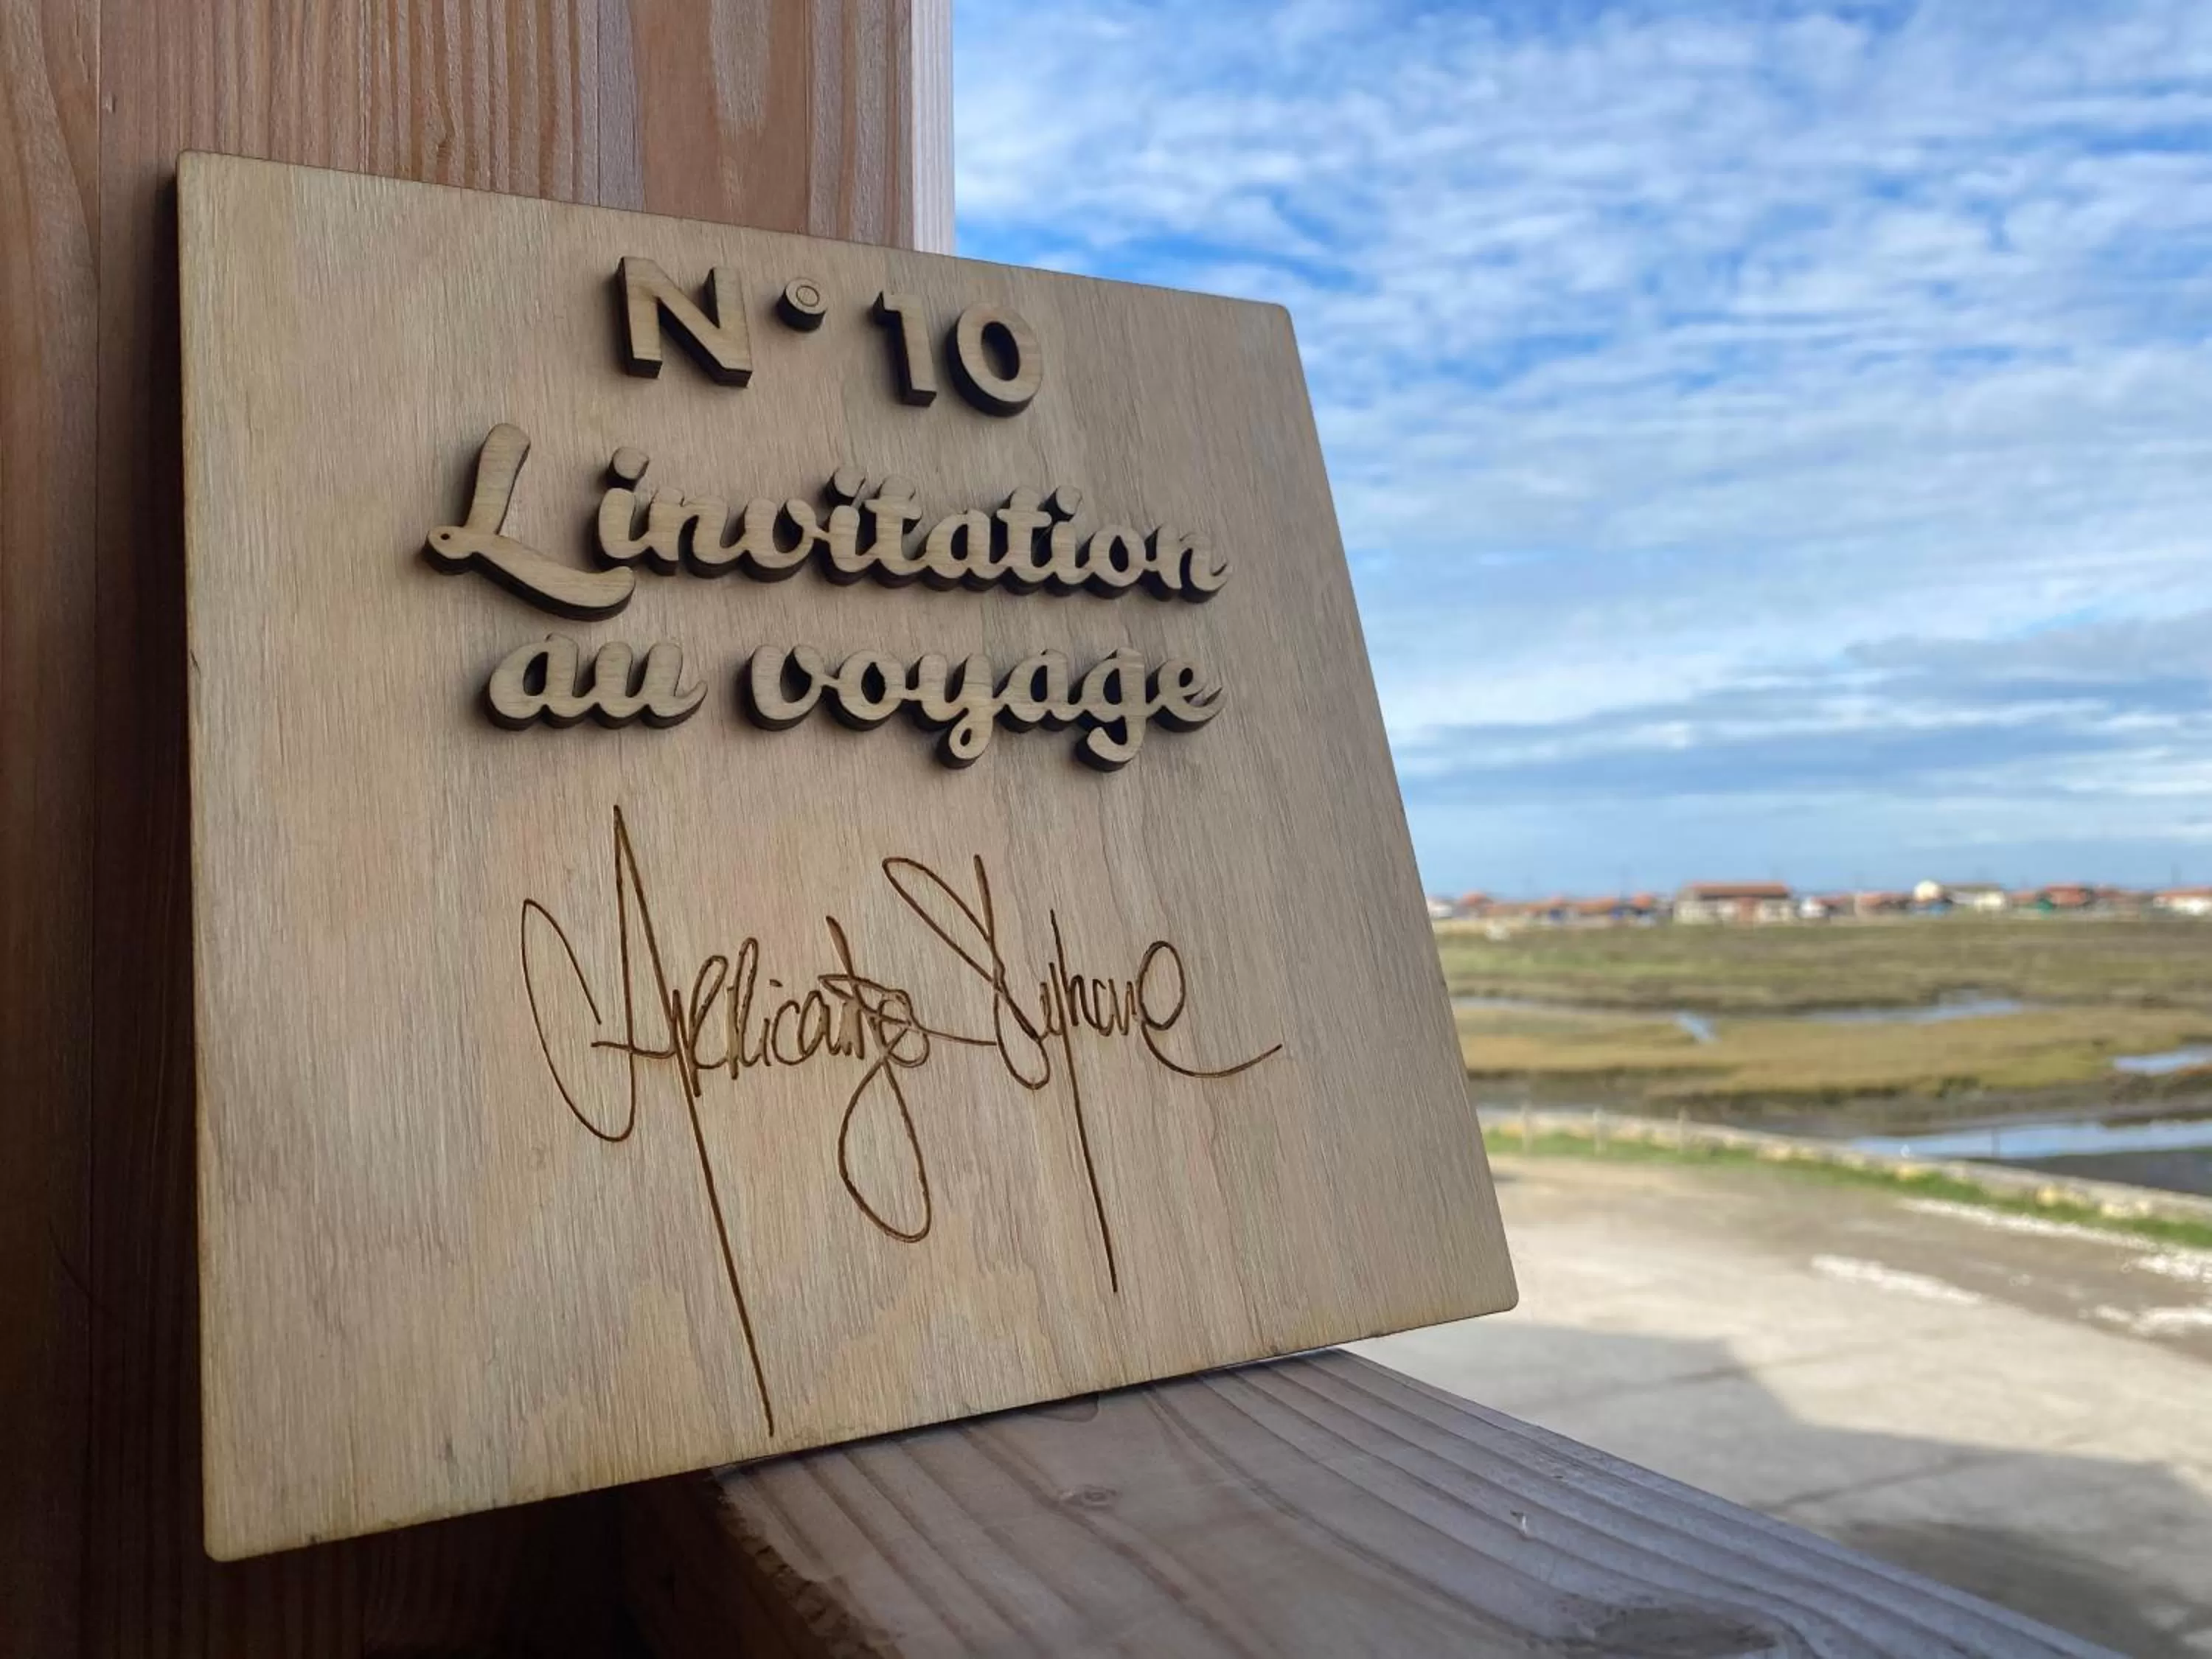 N° 10
L invitation
au voyage